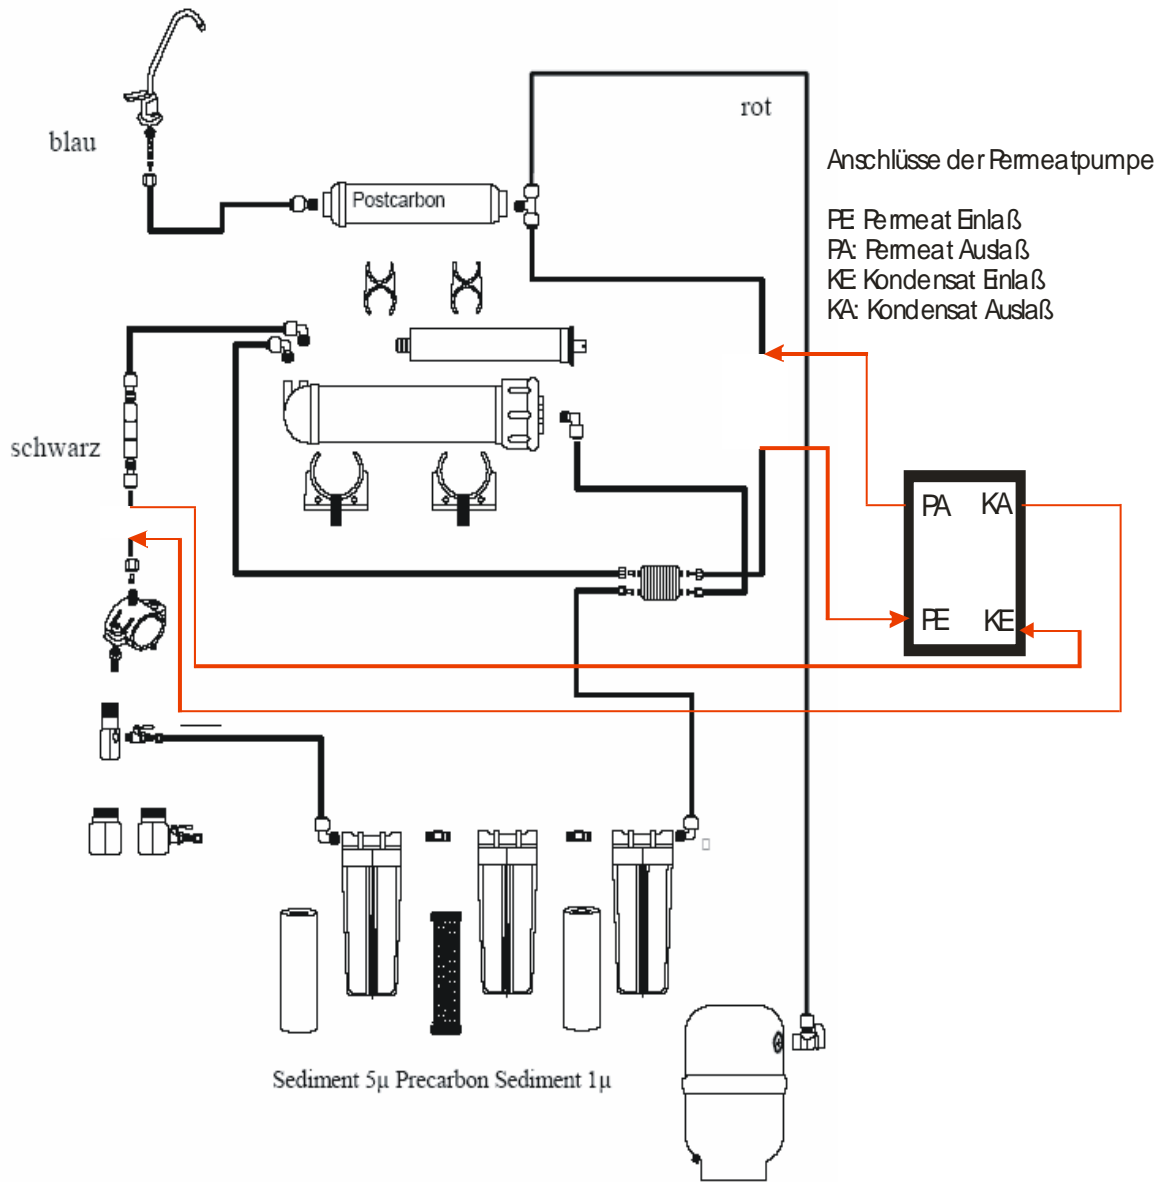 rot
blau
Anschlüsse der Permeatpumpe
Postcarbon
PE: Permeat Einlaß
PA: Permeat Auslaß
KE: Kondensat Einlaß
KA: Kondensat Auslaß
schwarz
PA KA
PE KE
Sediment 5µ Precarbon Sediment 1µ